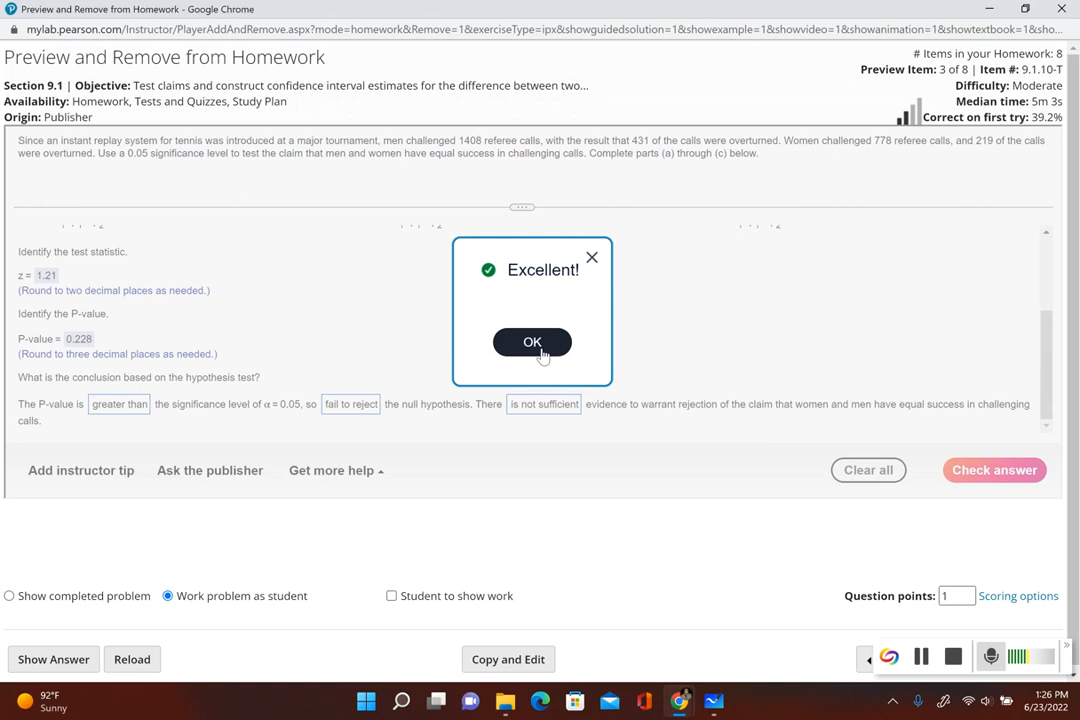 Preview and Remove from Homework - Google Chrome
mylab.pearson.com/Instructor/PlayerAddAndRemove.aspx?mode=homework&Remove=1&exerciseType=ipx&showguidedsolution=1&showexample=1&showvideo=1&showanimation=1&showtextbook=1&sho...
Preview and Remove from Homework
# Items in your Homework: 8
Preview Item: 3 of 8 | Item #: 9.1.10-T
Section 9.1 | Objective: Test claims and construct confidence interval estimates for the difference between two...
Difficulty: Moderate
Availability: Homework, Tests and Quizzes, Study Plan
Median time: 5m 3s
Origin: Publisher
Correct on first try: 39.2%
Since an instant replay system for tennis was introduced at a major tournament, men challenged 1408 referee calls, with the result that 431 of the calls were overturned. Women challenged 778 referee calls, and 219 of the calls
were overturned. Use a 0.05 significance level to test the claim that men and women have equal success in challenging calls. Complete parts (a) through (c) below.
Identify the test statistic.
z = 1.21
(Round to two decimal places as needed.)
Identify the P-value.
P-value = 0.228
(Round to three decimal places as needed.)
What is the conclusion based on the hypothesis test?
The P-value is greater than the significance level of α = 0.05, so fail to reject the null hypothesis. There is not sufficient evidence to warrant rejection of the claim that women and men have equal success in challenging
calls.
Excellent!
OK
Add instructor tip Ask the publisher Get more help Clear all Check answer
Show completed problem Work problem as student Student to show work Question points: 1 Scoring options
Show Answer Reload Copy and Edit
92°F
Sunny
1:26 PM
6/23/2022